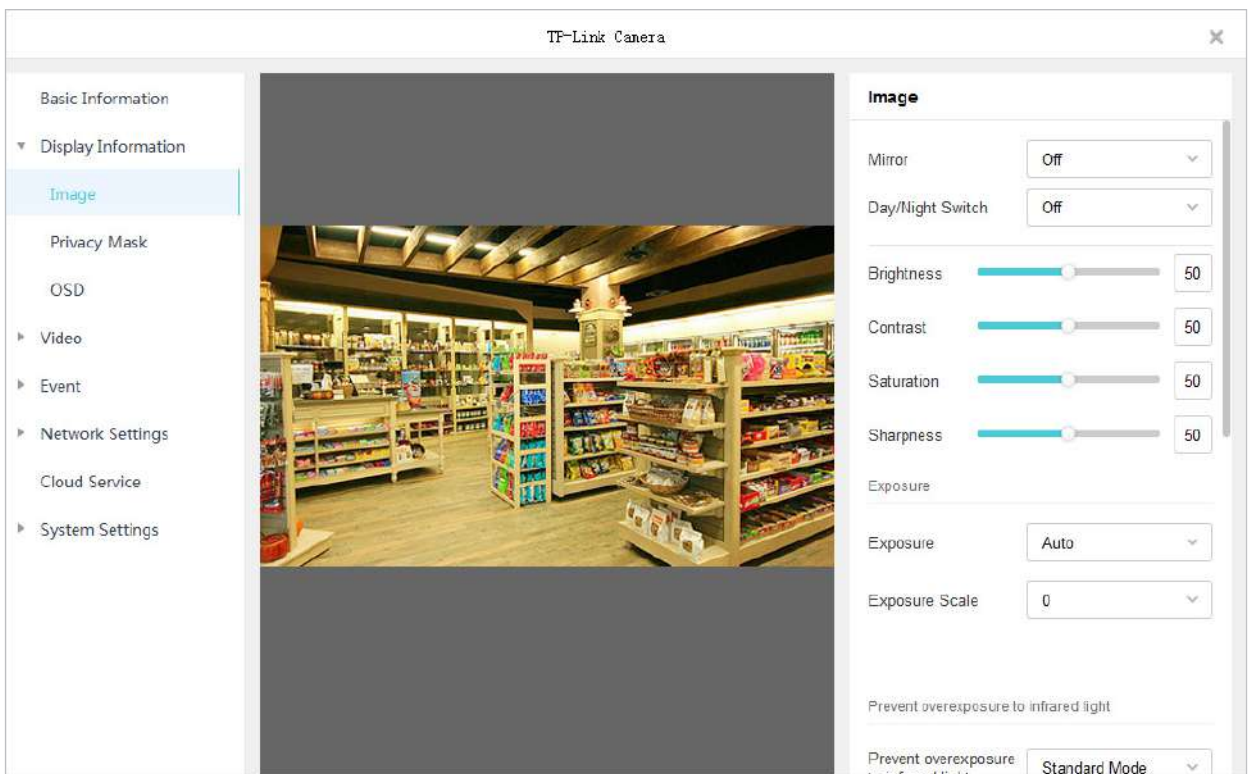 TP-Link Camera
Basic Information
Display Information
Image
Privacy Mask
OSD
Video
Event
Network Settings
Cloud Service
System Settings
Image
Mirror Off
Day/Night Switch Off
Brightness 50
Contrast 50
Saturation 50
Sharpness 50
Exposure
Exposure Auto
Exposure Scale 0
Prevent overexposure to infrared light
Prevent overexposure Standard Mode